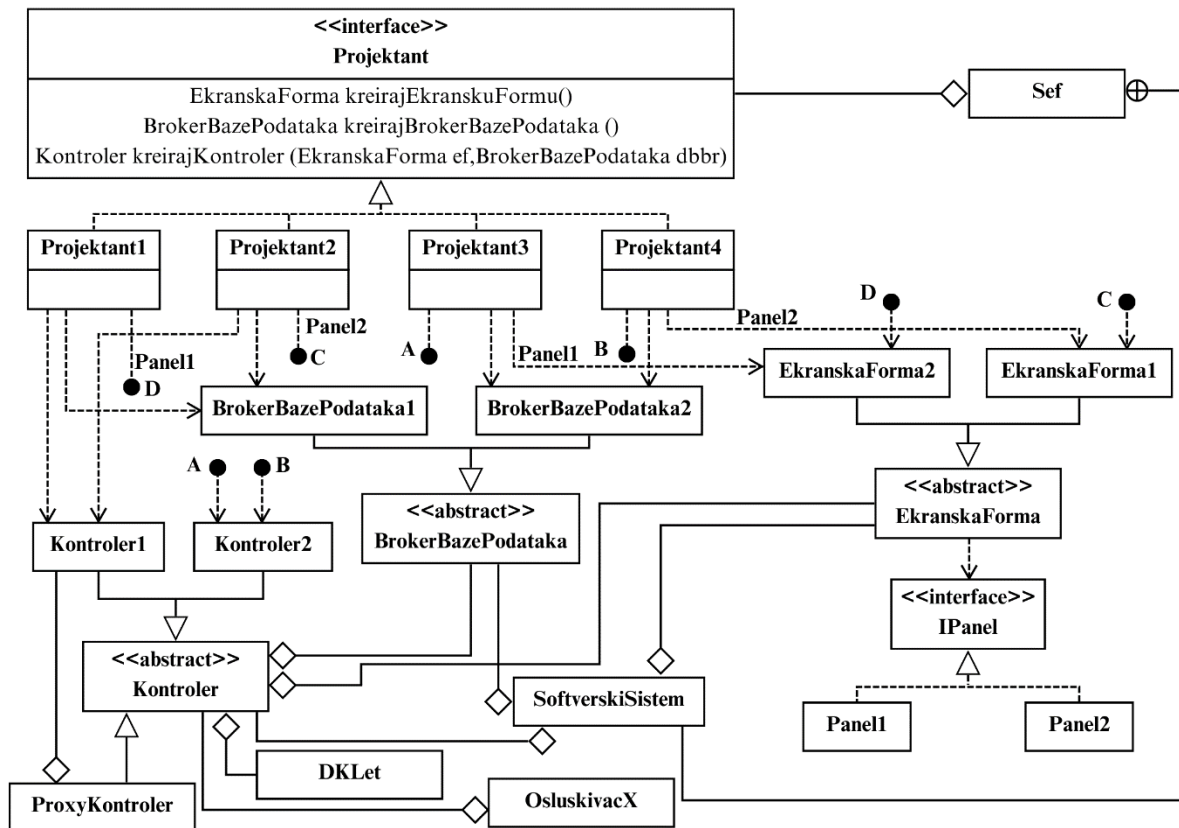 <<interface>>
Projektant
EkranskaForma kreirajEkranskuFormu()
BrokerBazePodataka kreirajBrokerBazePodataka ()
Kontroler kreirajKontroler (EkranskaForma ef,BrokerBazePodataka dbbr)
Sef
Projektant1
Projektant2
Projektant3
Projektant4
D
C
Panel2
Panel2
A
Panel1
B
Panel1
C
D
EkranskaForma2
EkranskaForma1
BrokerBazePodataka1
BrokerBazePodataka2
A
B
<<abstract>>
EkranskaForma
<<abstract>>
BrokerBazePodataka
Kontroler1
Kontroler2
<<interface>>
IPanel
<<abstract>>
Kontroler
SoftverskiSistem
Panel1
Panel2
DKLet
ProxyKontroler
OsluskivacX